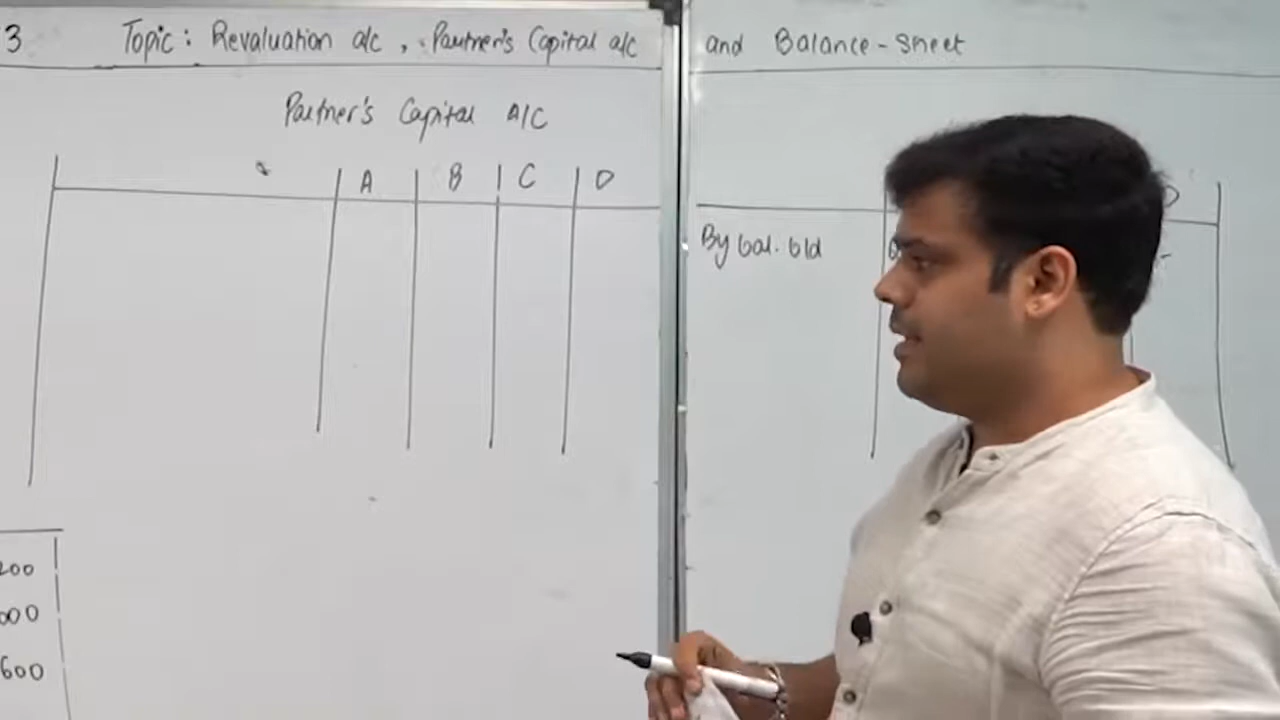 3 Topic: Revaluation a/c, Partner's Capital a/c and Balance-Sheet
Partner's Capital A/C
A B C D
By bal. b/d
200
000
600